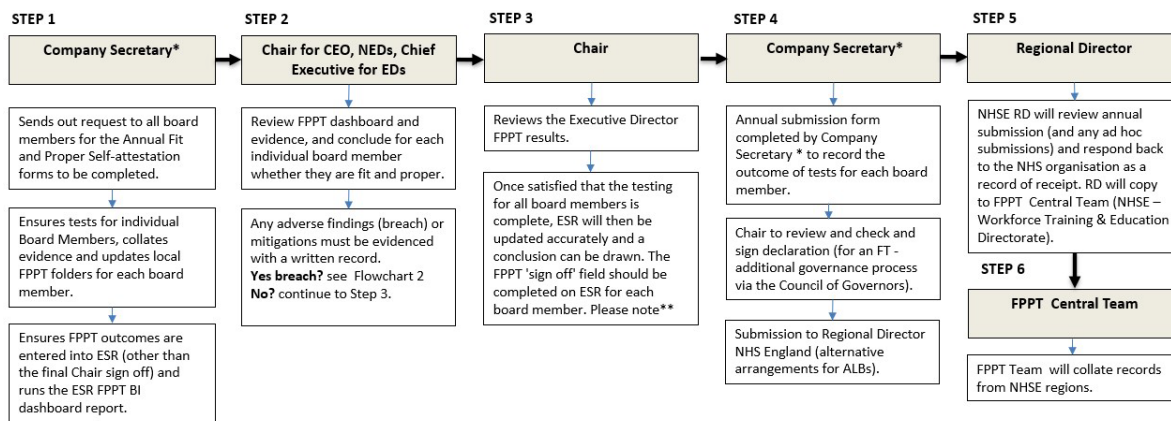 STEP 1
Company Secretary*
Sends out request to all board
members for the Annual Fit
and Proper Self-attestation
forms to be completed.
Ensures tests for individual
Board Members, collates
evidence and updates local
FPPT folders for each board
member.
Ensures FPPT outcomes are
entered into ESR (other than
the final Chair sign off) and
runs the ESR FPPT BI
dashboard report.
STEP 2
Chair for CEO, NEDs, Chief
Executive for EDs
Review FPPT dashboard and
evidence, and conclude for each
individual board member
whether they are fit and proper.
Any adverse findings (breach) or
mitigations must be evidenced
with a written record.
Yes breach? see Flowchart 2
No? continue to Step 3.
STEP 3
Chair
Reviews the Executive Director
FPPT results.
Once satisfied that the testing
for all board members is
complete, ESR will then be
updated accurately and a
conclusion can be drawn. The
FPPT 'sign off' field should be
completed on ESR for each
board member. Please note**
STEP 4
Company Secretary*
Annual submission form
completed by Company
Secretary * to record the
outcome of tests for each board
member.
Chair to review and check and
sign declaration (for an FT -
additional governance process
via the Council of Governors).
Submission to Regional Director
NHS England (alternative
arrangements for ALBs).
STEP 5
Regional Director
NHSE RD will review annual
submission (and any ad hoc
submissions) and respond back
to the NHS organisation as a
record of receipt. RD will copy
to FPPT Central Team (NHSE –
Workforce Training & Education
Directorate).
STEP 6
FPPT Central Team
FPPT Team will collate records
from NHSE regions.